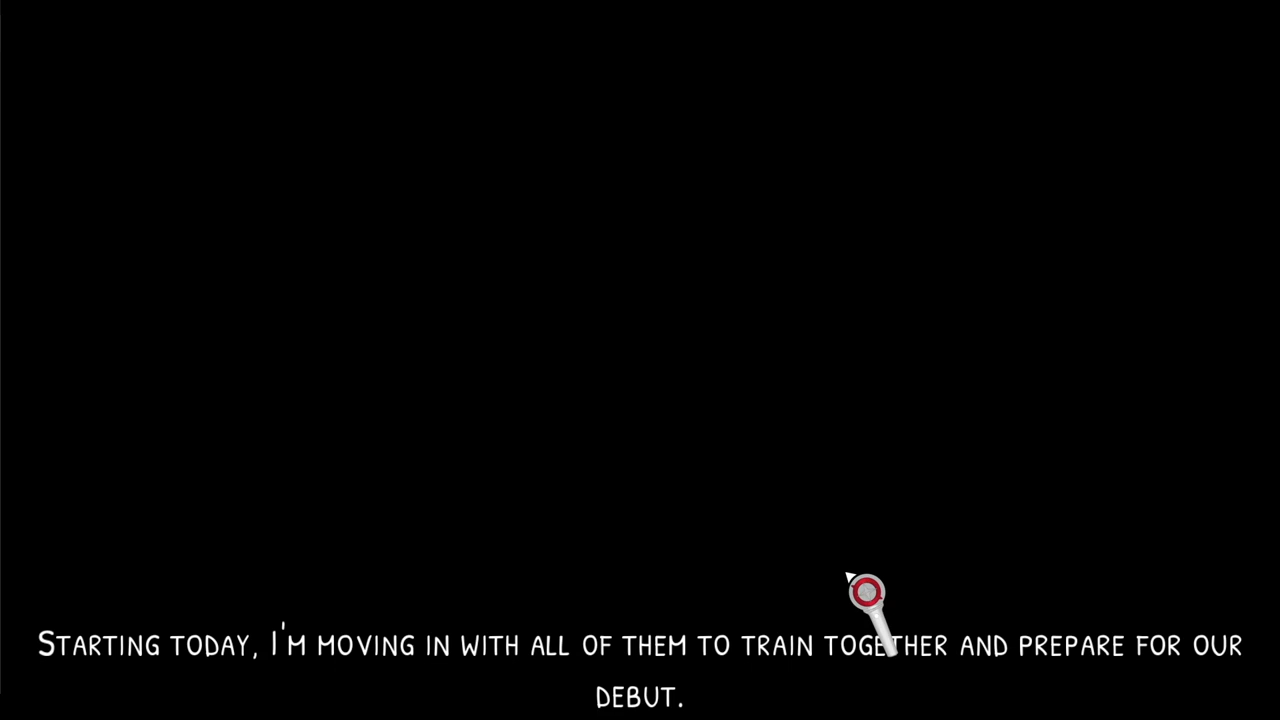 Starting today, I'm moving in with all of them to train together and prepare for our
debut.